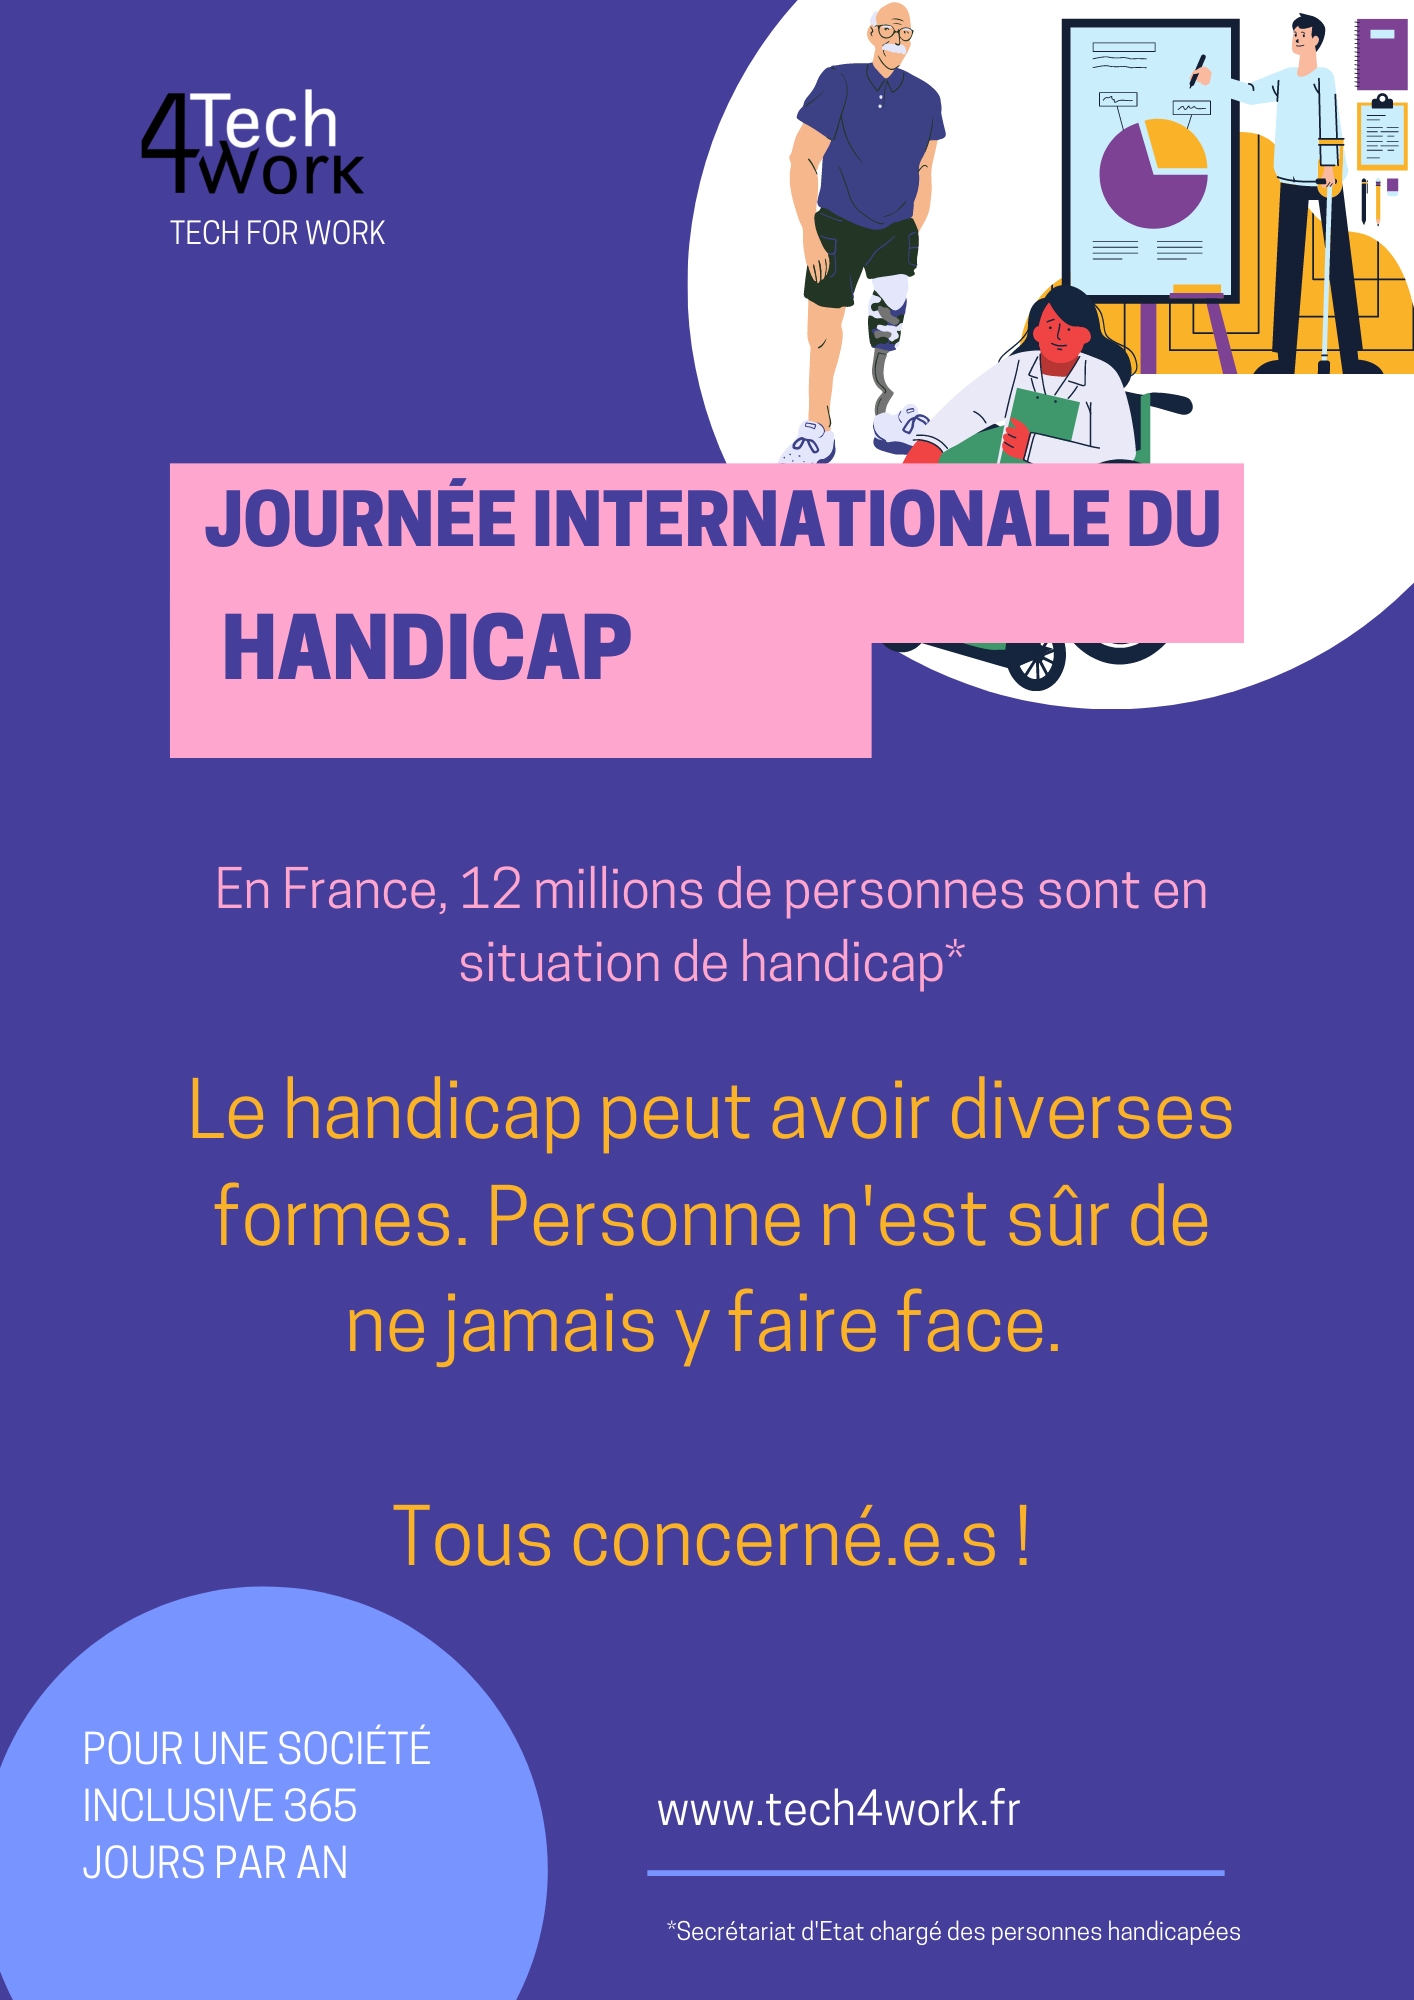 4Tech
Work
TECH FOR WORK
JOURNÉE INTERNATIONALE DU
HANDICAP
En France, 12 millions de personnes sont en
situation de handicap*
Le handicap peut avoir diverses
formes. Personne n'est sûr de
ne jamais y faire face.
Tous concerné.e.s !
POUR UNE SOCIÉTÉ
INCLUSIVE 365
JOURS PAR AN
www.tech4work.fr
*Secrétariat d'Etat chargé des personnes handicapées